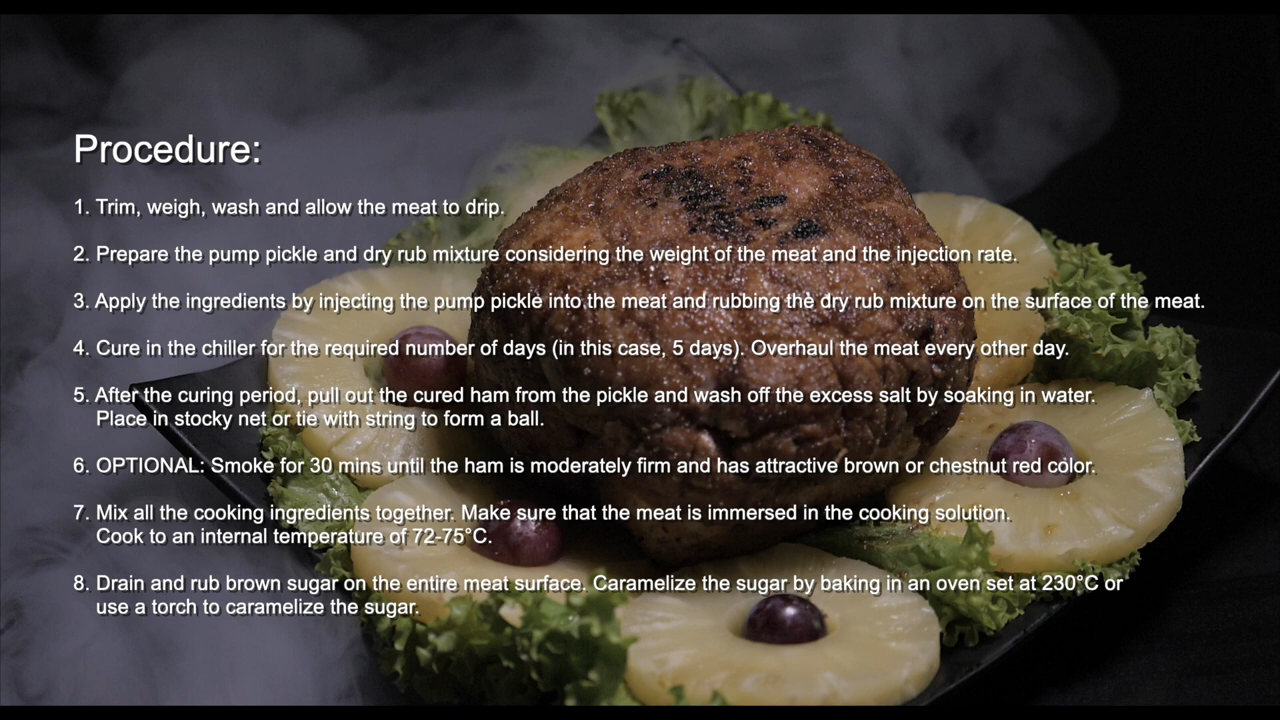 Procedure:
1. Trim, weigh, wash and allow the meat to drip.
2. Prepare the pump pickle and dry rub mixture considering the weight of the meat and the injection rate.
3. Apply the ingredients by injecting the pump pickle into the meat and rubbing the dry rub mixture on the surface of the meat.
4. Cure in the chiller for the required number of days (in this case, 5 days). Overhaul the meat every other day.
5. After the curing period, pull out the cured ham from the pickle and wash off the excess salt by soaking in water.
Place in stocky net or tie with string to form a ball.
6. OPTIONAL: Smoke for 30 mins until the ham is moderately firm and has attractive brown or chestnut red color.
7. Mix all the cooking ingredients together. Make sure that the meat is immersed in the cooking solution.
Cook to an internal temperature of 72-75°C.
8. Drain and rub brown sugar on the entire meat surface. Caramelize the sugar by baking in an oven set at 230°C or
use a torch to caramelize the sugar.